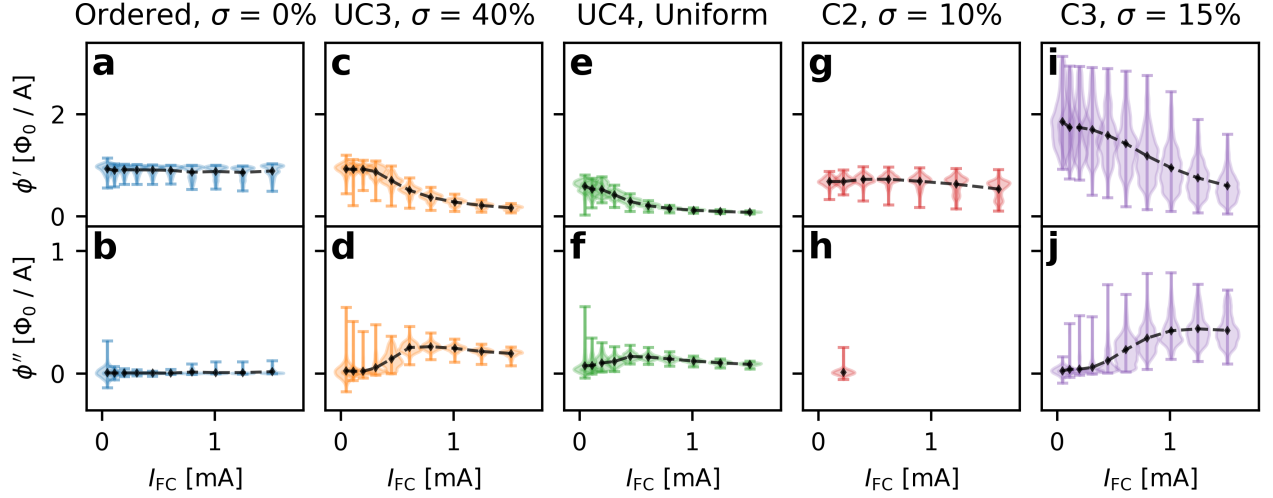 Ordered, σ = 0% UC3, σ = 40% UC4, Uniform C2, σ = 10% C3, σ = 15%
a c e g i
ϕ′ [Φ₀ / A]
2
0
b d f h j
ϕ″ [Φ₀ / A]
1
0
0 1 0 1 0 1 0 1 0 1
I_FC [mA] I_FC [mA] I_FC [mA] I_FC [mA] I_FC [mA]